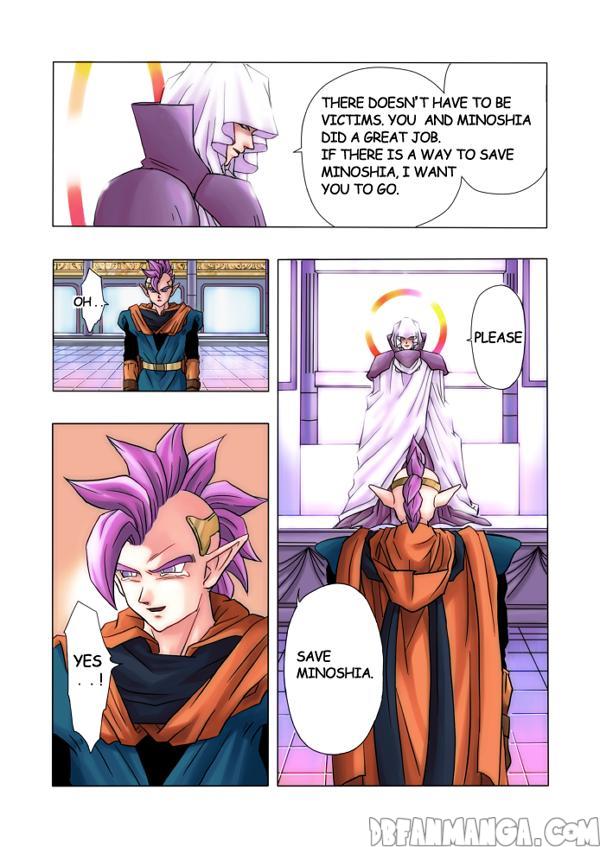 THERE DOESN'T HAVE TO BE
VICTIMS. YOU AND MINOSHIA
DID A GREAT JOB.
IF THERE IS A WAY TO SAVE
MINOSHIA, I WANT
YOU TO GO.
OH . .
PLEASE
SAVE
MINOSHIA.
YES
. . !
DBFANMANGA.COM